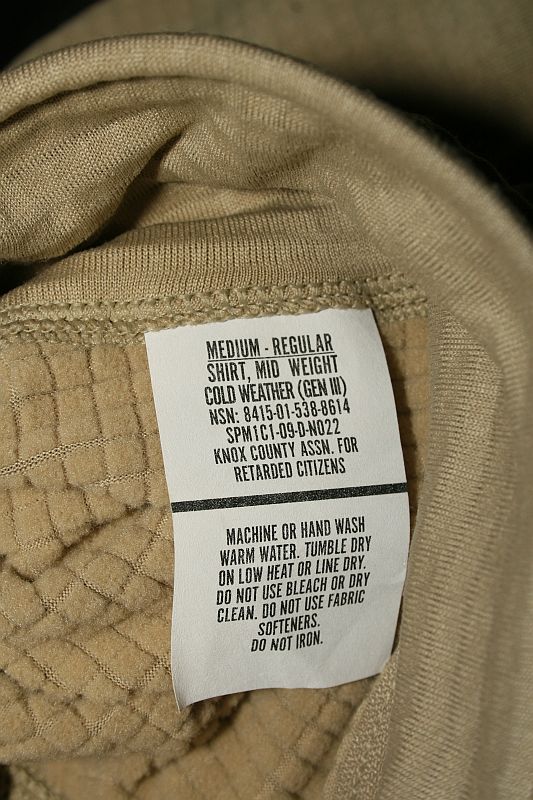 MEDIUM - REGULAR
SHIRT, MID WEIGHT
COLD WEATHER (GEN III)
NSN: 8415-01-538-8614
SPM1C1-09-D-N022
KNOX COUNTY ASSN. FOR
RETARDED CITIZENS
MACHINE OR HAND WASH
WARM WATER. TUMBLE DRY
ON LOW HEAT OR LINE DRY.
DO NOT USE BLEACH OR DRY
CLEAN. DO NOT USE FABRIC
SOFTENERS.
DO NOT IRON.